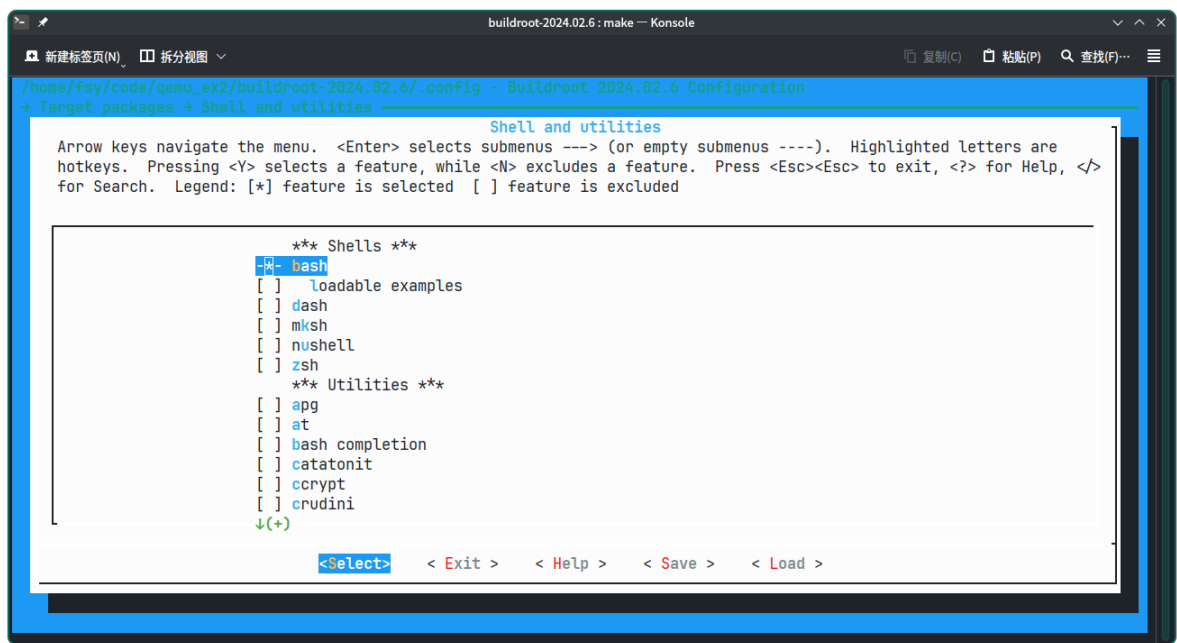 buildroot-2024.02.6 : make — Konsole
新建标签页(N) 拆分视图 复制(C) 粘贴(P) 查找(F)...
/home/fsy/code/qemu_ex2/buildroot-2024.02.6/.config - Buildroot 2024.02.6 Configuration
→ Target packages → Shell and utilities
Shell and utilities
Arrow keys navigate the menu.  <Enter> selects submenus ---> (or empty submenus ----).  Highlighted letters are
hotkeys.  Pressing <Y> selects a feature, while <N> excludes a feature.  Press <Esc><Esc> to exit, <?> for Help, </>
for Search.  Legend: [*] feature is selected  [ ] feature is excluded
*** Shells ***
-*- bash
[ ]   loadable examples
[ ] dash
[ ] mksh
[ ] nushell
[ ] zsh
*** Utilities ***
[ ] apg
[ ] at
[ ] bash completion
[ ] catatonit
[ ] ccrypt
[ ] crudini
↓(+)
<Select>    < Exit >    < Help >    < Save >    < Load >